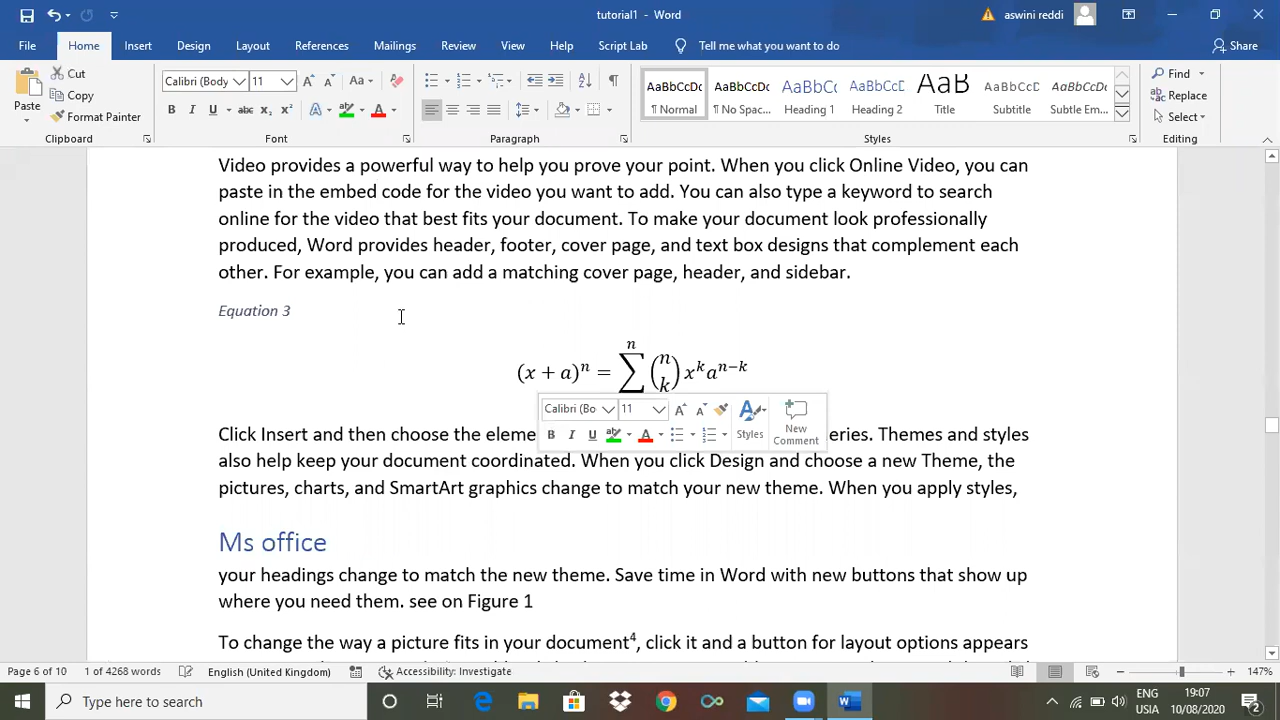 tutorial1 - Word
aswini reddi
File Home Insert Design Layout References Mailings Review View Help Script Lab Tell me what you want to do Share
Paste
Cut
Copy
Format Painter
Clipboard
Calibri (Body 11
Font
Paragraph
AaBbCcDc AaBbCcDc AaBbCc AaBbCcD AaB AaBbCcD AaBbCcDc
¶ Normal ¶ No Spac... Heading 1 Heading 2 Title Subtitle Subtle Em...
Styles
Find
Replace
Select
Editing
Video provides a powerful way to help you prove your point. When you click Online Video, you can
paste in the embed code for the video you want to add. You can also type a keyword to search
online for the video that best fits your document. To make your document look professionally
produced, Word provides header, footer, cover page, and text box designs that complement each
other. For example, you can add a matching cover page, header, and sidebar.
Equation 3
(x + a)ⁿ = ∑ⁿ (n k) xᵏaⁿ⁻ᵏ
Calibri (Bo 11
Styles
New
Comment
Click Insert and then choose the eleme eries. Themes and styles
also help keep your document coordinated. When you click Design and choose a new Theme, the
pictures, charts, and SmartArt graphics change to match your new theme. When you apply styles,
Ms office
your headings change to match the new theme. Save time in Word with new buttons that show up
where you need them. see on Figure 1
To change the way a picture fits in your document⁴, click it and a button for layout options appears
Page 6 of 10 1 of 4268 words English (United Kingdom) Accessibility: Investigate 147%
Type here to search
ENG
USIA
19:07
10/08/2020
2